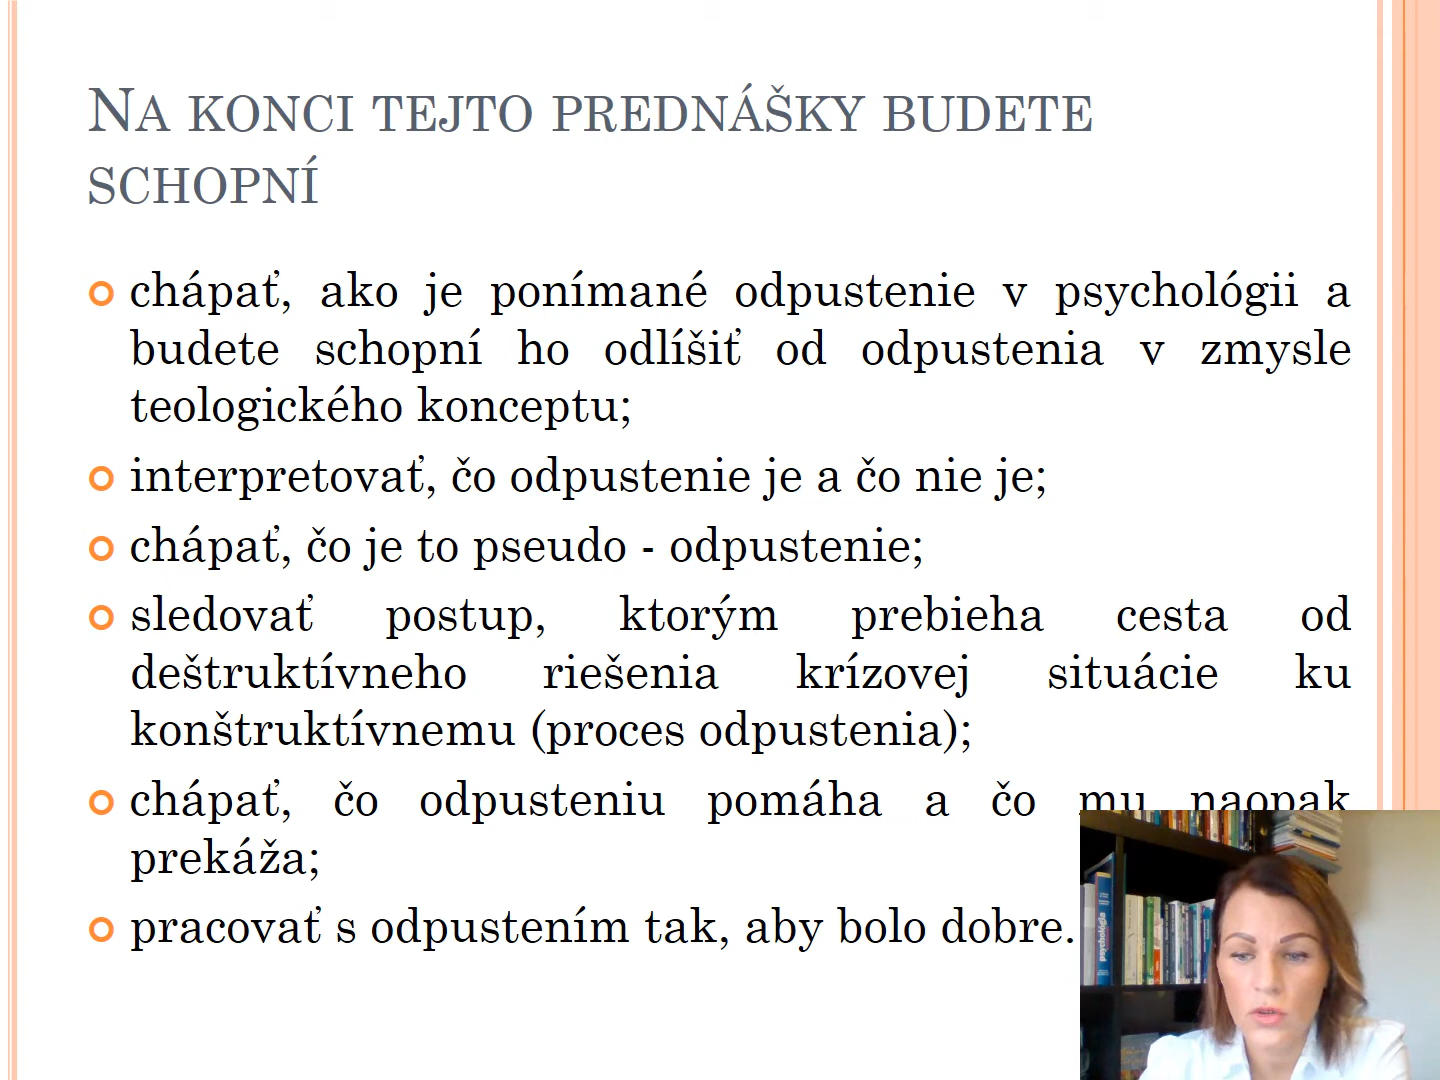 Na konci tejto prednášky budete
schopní
chápať, ako je ponímané odpustenie v psychológii a
budete schopní ho odlíšiť od odpustenia v zmysle
teologického konceptu;
interpretovať, čo odpustenie je a čo nie je;
chápať, čo je to pseudo - odpustenie;
sledovať postup, ktorým prebieha cesta od
deštruktívneho riešenia krízovej situácie ku
konštruktívnemu (proces odpustenia);
chápať, čo odpusteniu pomáha a čo mu naopak
prekáža;
pracovať s odpustením tak, aby bolo dobre.
psychológia